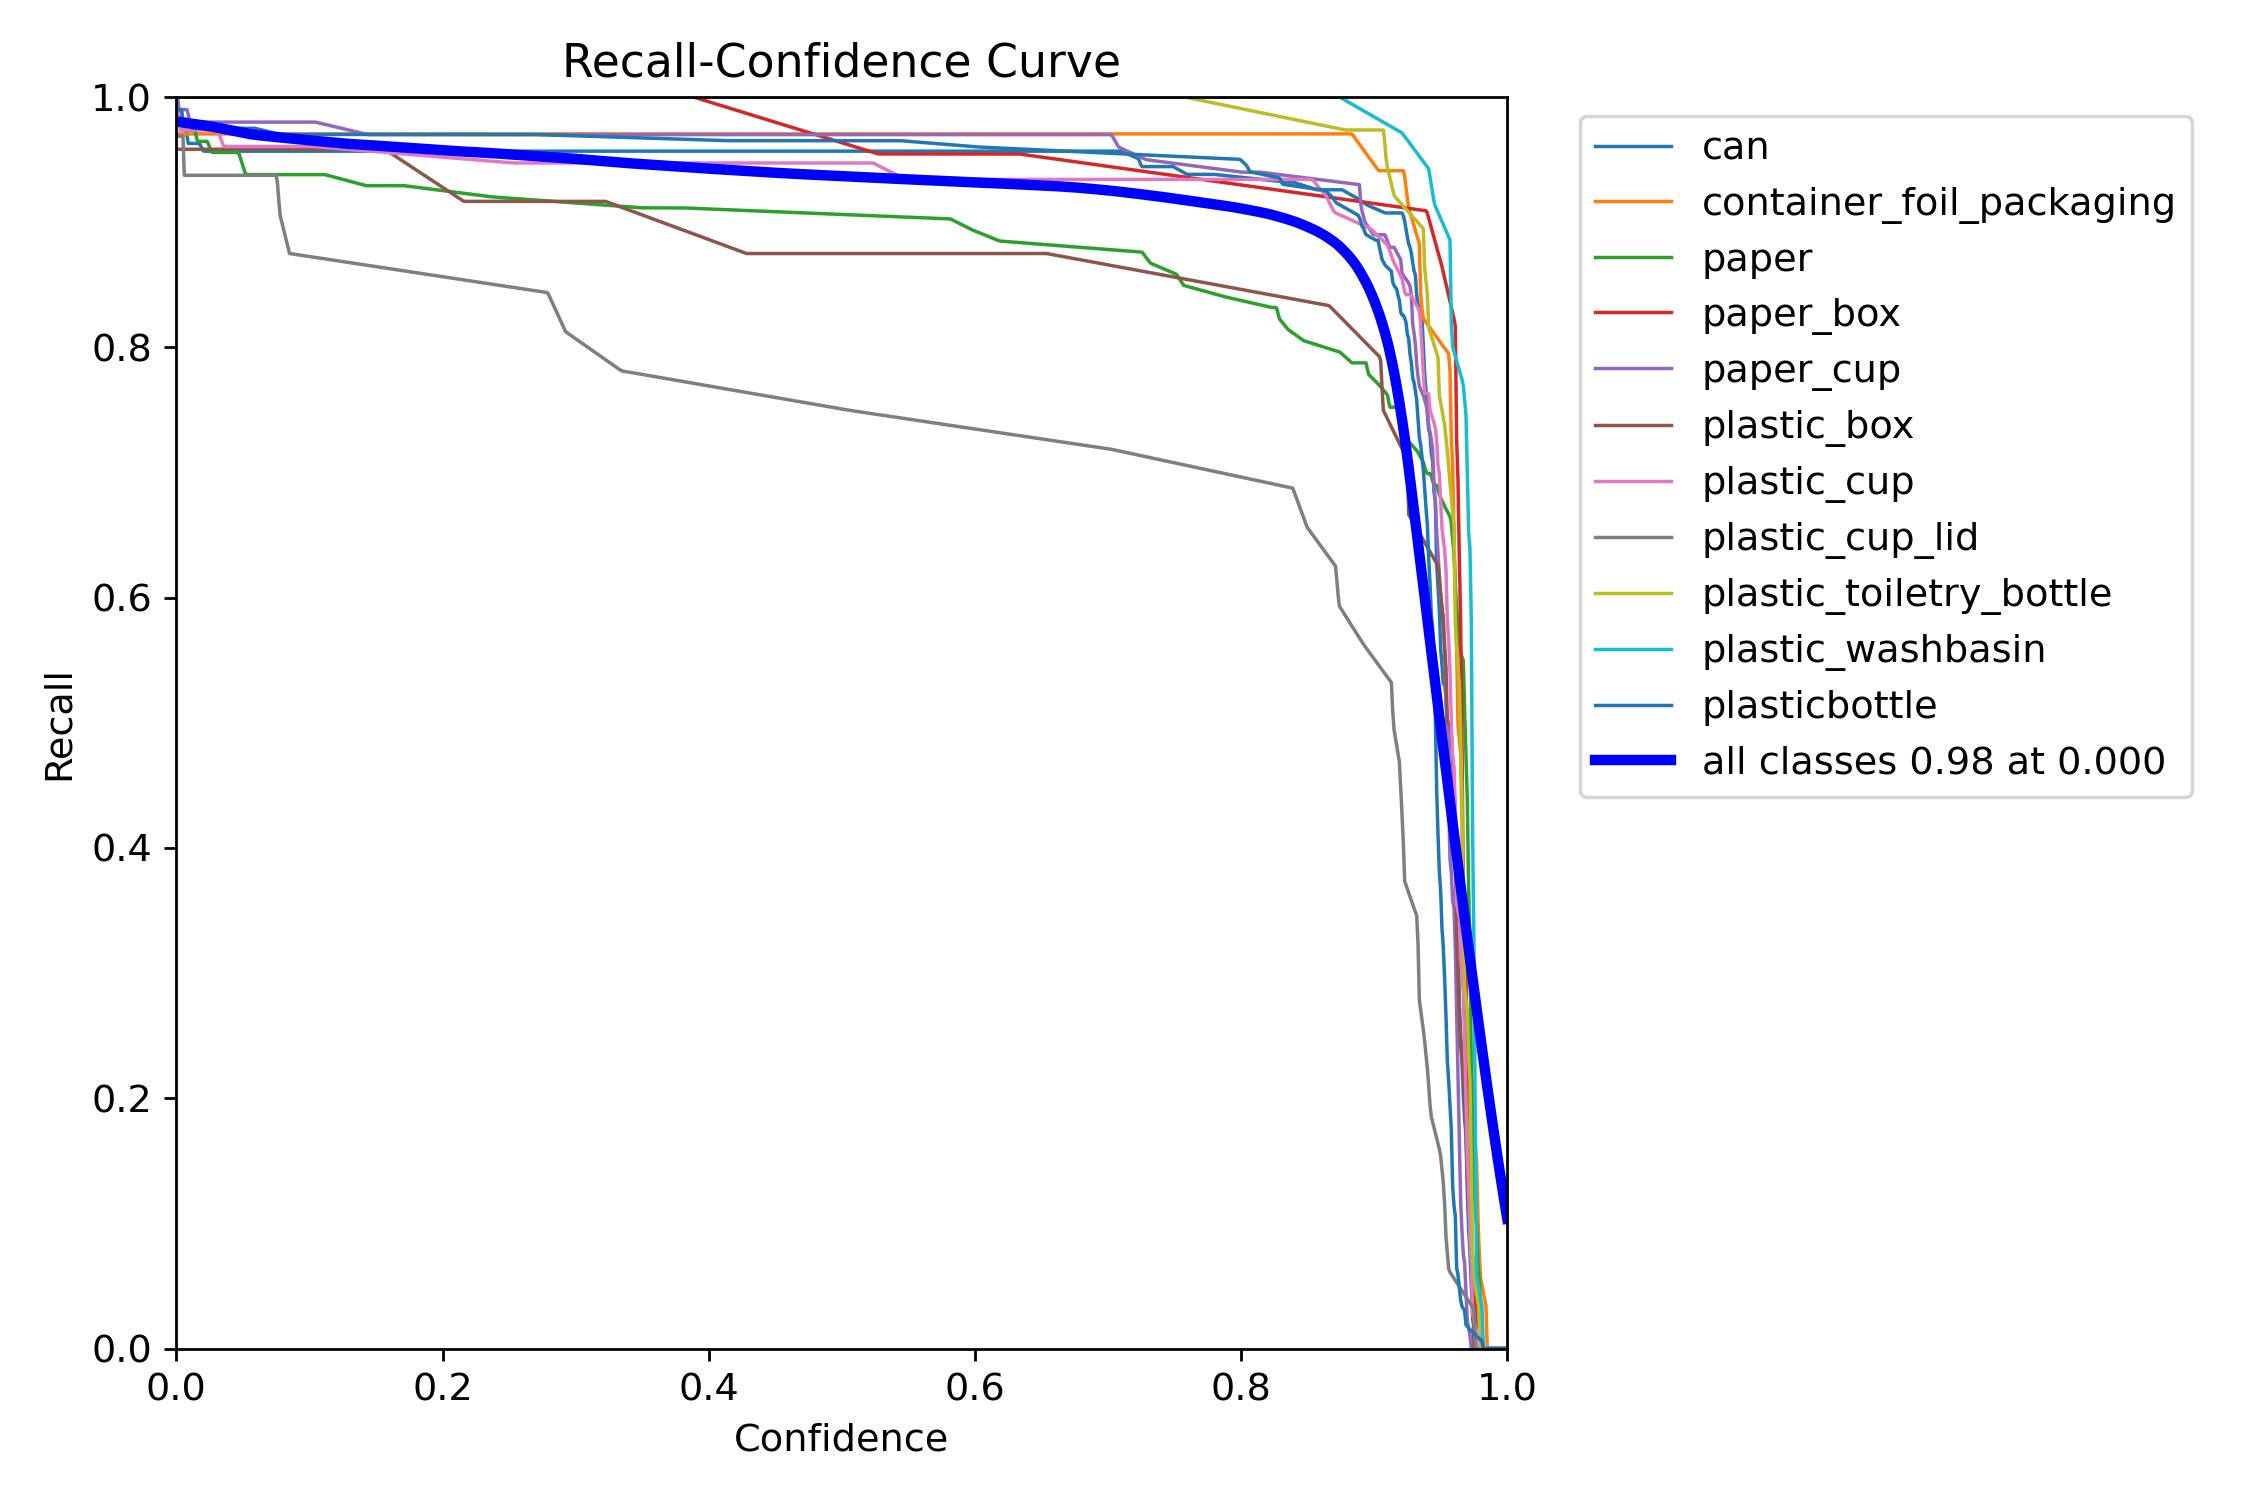 Recall-Confidence Curve
1.0
0.8
0.6
0.4
0.2
0.0
Recall
0.0 0.2 0.4 0.6 0.8 1.0
Confidence
can
container_foil_packaging
paper
paper_box
paper_cup
plastic_box
plastic_cup
plastic_cup_lid
plastic_toiletry_bottle
plastic_washbasin
plasticbottle
all classes 0.98 at 0.000